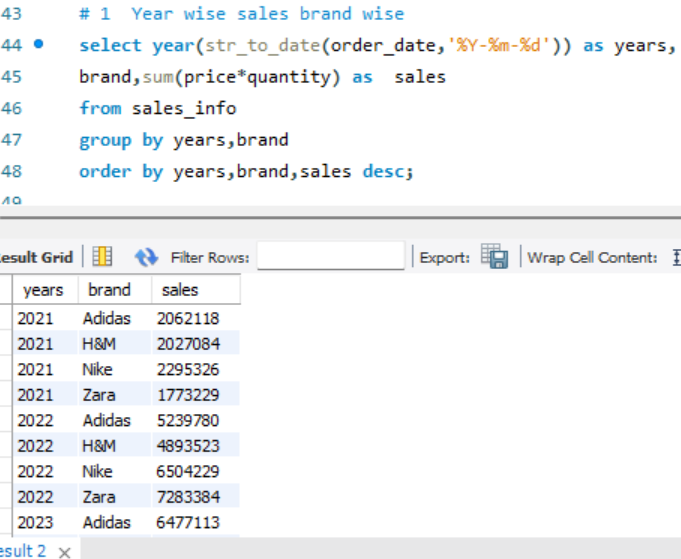 43 # 1 Year wise sales brand wise
44 select year(str_to_date(order_date,'%Y-%m-%d')) as years,
45 brand,sum(price*quantity) as sales
46 from sales_info
47 group by years,brand
48 order by years,brand,sales desc;
49
esult Grid Filter Rows: Export: Wrap Cell Content:
years brand sales
2021 Adidas 2062118
2021 H&M 2027084
2021 Nike 2295326
2021 Zara 1773229
2022 Adidas 5239780
2022 H&M 4893523
2022 Nike 6504229
2022 Zara 7283384
2023 Adidas 6477113
esult 2